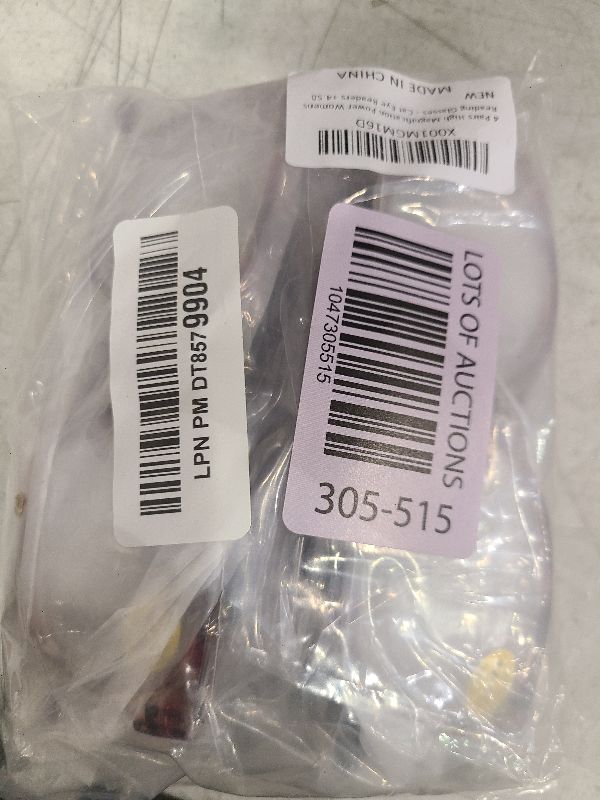 X001MGM16D
4 Pairs High Magnification Power Womens
Reading Glasses - Cat Eye Readers +4.50
NEW
MADE IN CHINA
LPN PM DT8579904
LOTS OF AUCTIONS
1047305515
305-515